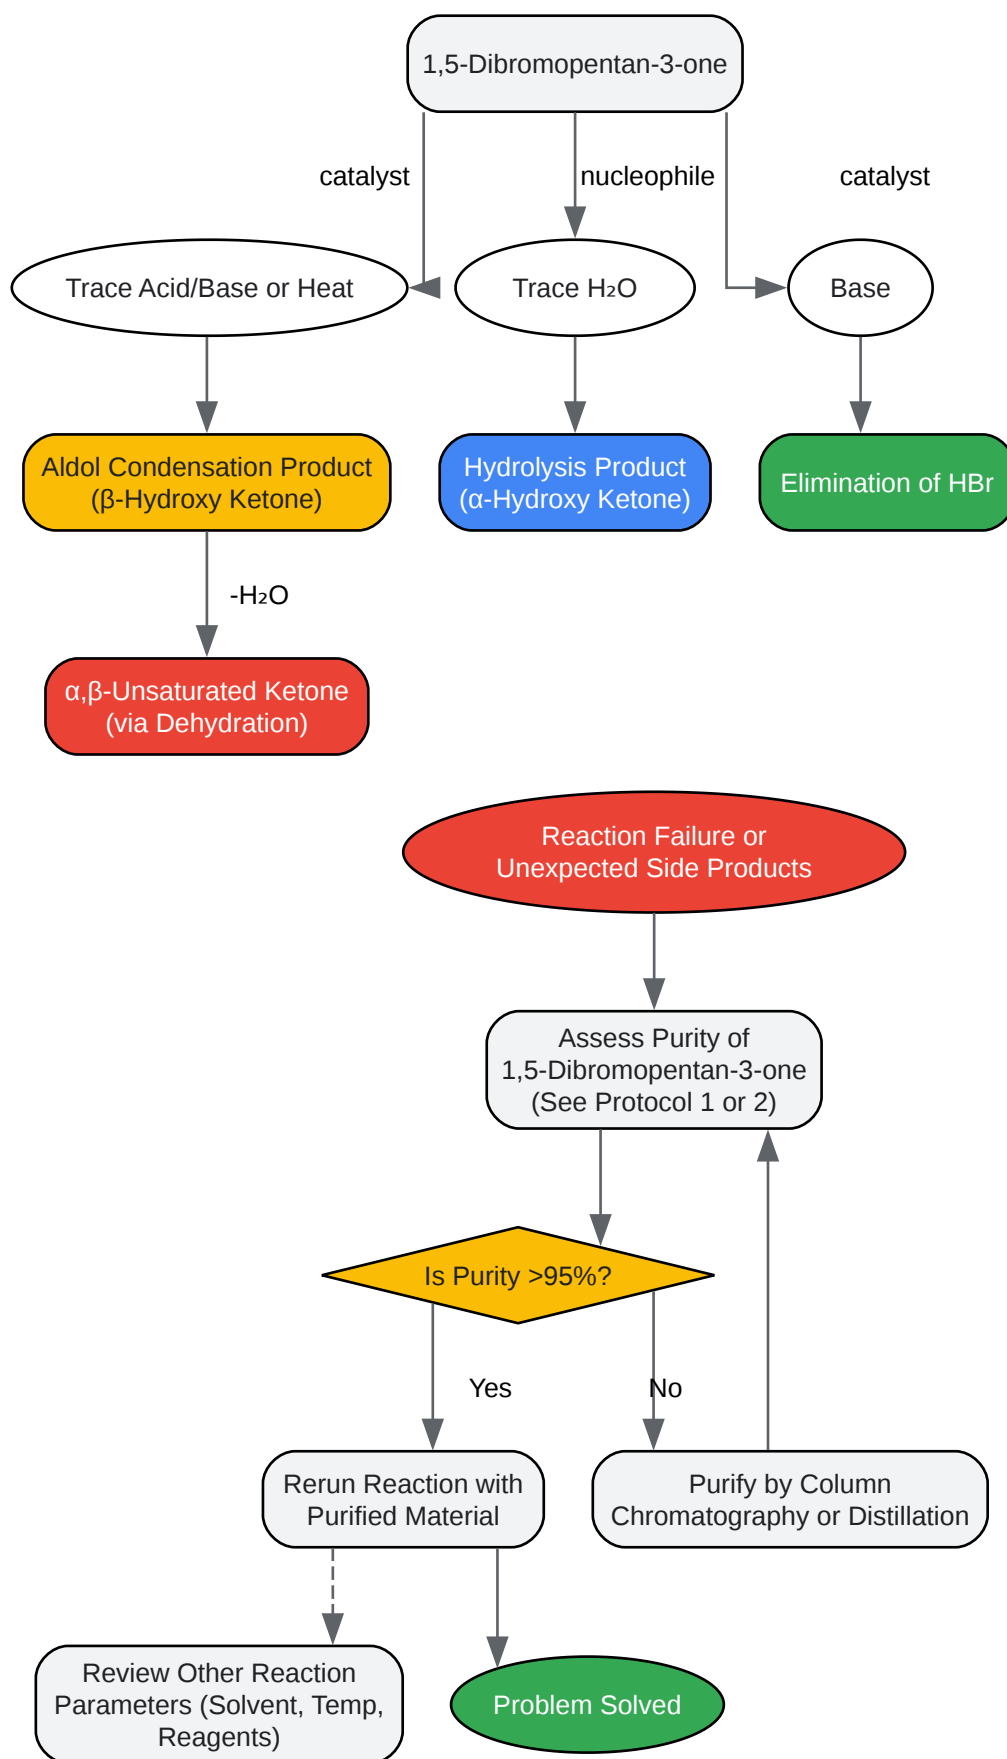 1,5-Dibromopentan-3-one
catalyst
nucleophile
catalyst
Trace Acid/Base or Heat
Trace H₂O
Base
Aldol Condensation Product
(β-Hydroxy Ketone)
Hydrolysis Product
(α-Hydroxy Ketone)
Elimination of HBr
-H₂O
α,β-Unsaturated Ketone
(via Dehydration)
Reaction Failure or
Unexpected Side Products
Assess Purity of
1,5-Dibromopentan-3-one
(See Protocol 1 or 2)
Is Purity >95%?
Yes
No
Rerun Reaction with
Purified Material
Purify by Column
Chromatography or Distillation
Review Other Reaction
Parameters (Solvent, Temp,
Reagents)
Problem Solved